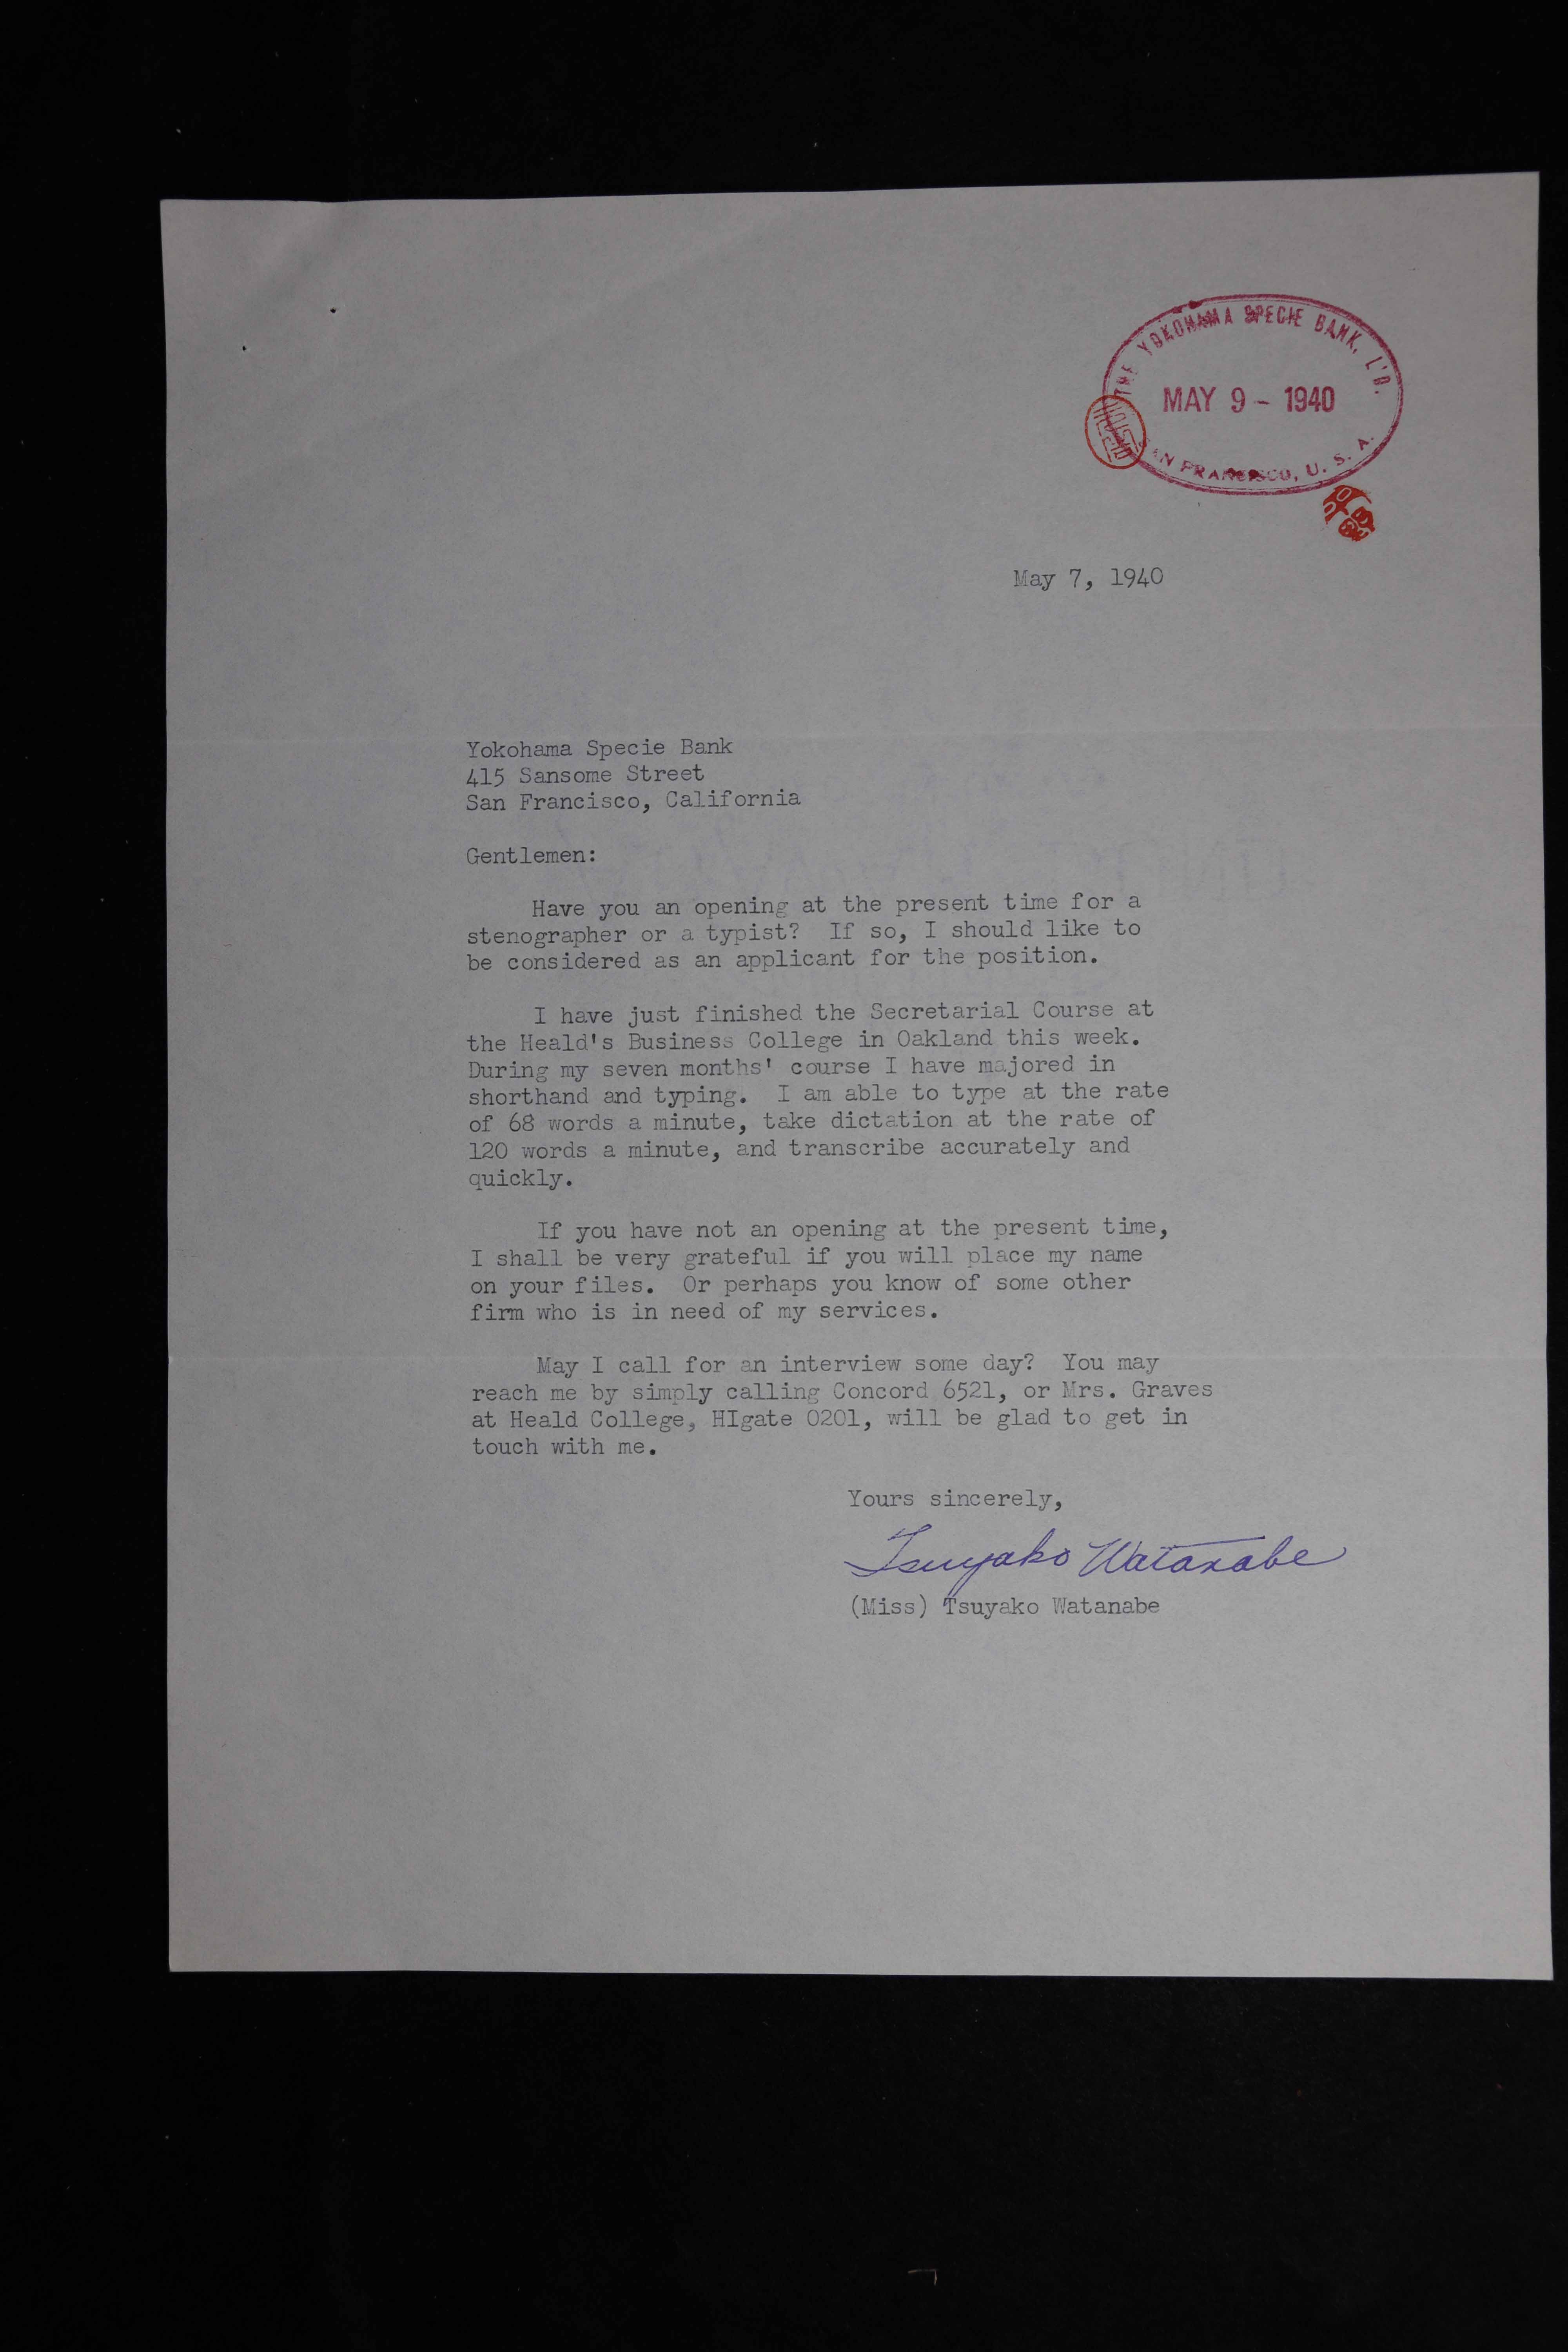 THE YOKOHAMA SPECIE BANK, L'D.
MAY 9 - 1940
SAN FRANCISCO, U. S. A.
May 7, 1940
Yokohama Specie Bank
415 Sansome Street
San Francisco, California
Gentlemen:
Have you an opening at the present time for a
stenographer or a typist? If so, I should like to
be considered as an applicant for the position.
I have just finished the Secretarial Course at
the Heald's Business College in Oakland this week.
During my seven months' course I have majored in
shorthand and typing. I am able to type at the rate
of 68 words a minute, take dictation at the rate of
120 words a minute, and transcribe accurately and
quickly.
If you have not an opening at the present time,
I shall be very grateful if you will place my name
on your files. Or perhaps you know of some other
firm who is in need of my services.
May I call for an interview some day? You may
reach me by simply calling Concord 6521, or Mrs. Graves
at Heald College, HIgate 0201, will be glad to get in
touch with me.
Yours sincerely,
Tsuyako Watanabe
(Miss) Tsuyako Watanabe